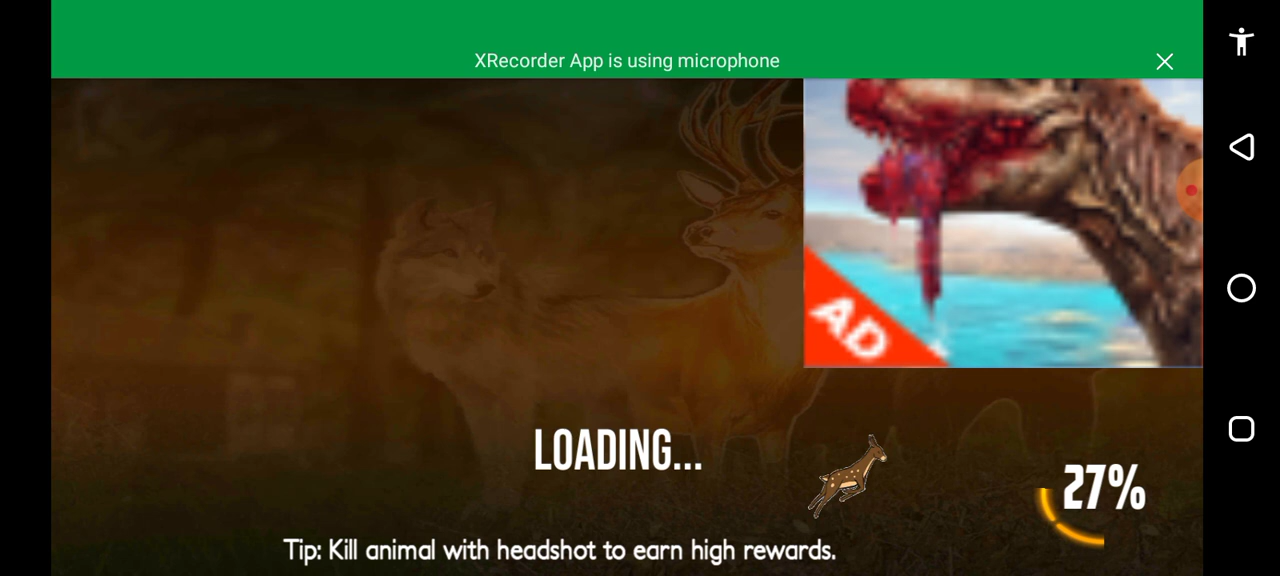 XRecorder App is using microphone
AD
LOADING...
27%
Tip: Kill animal with headshot to earn high rewards.